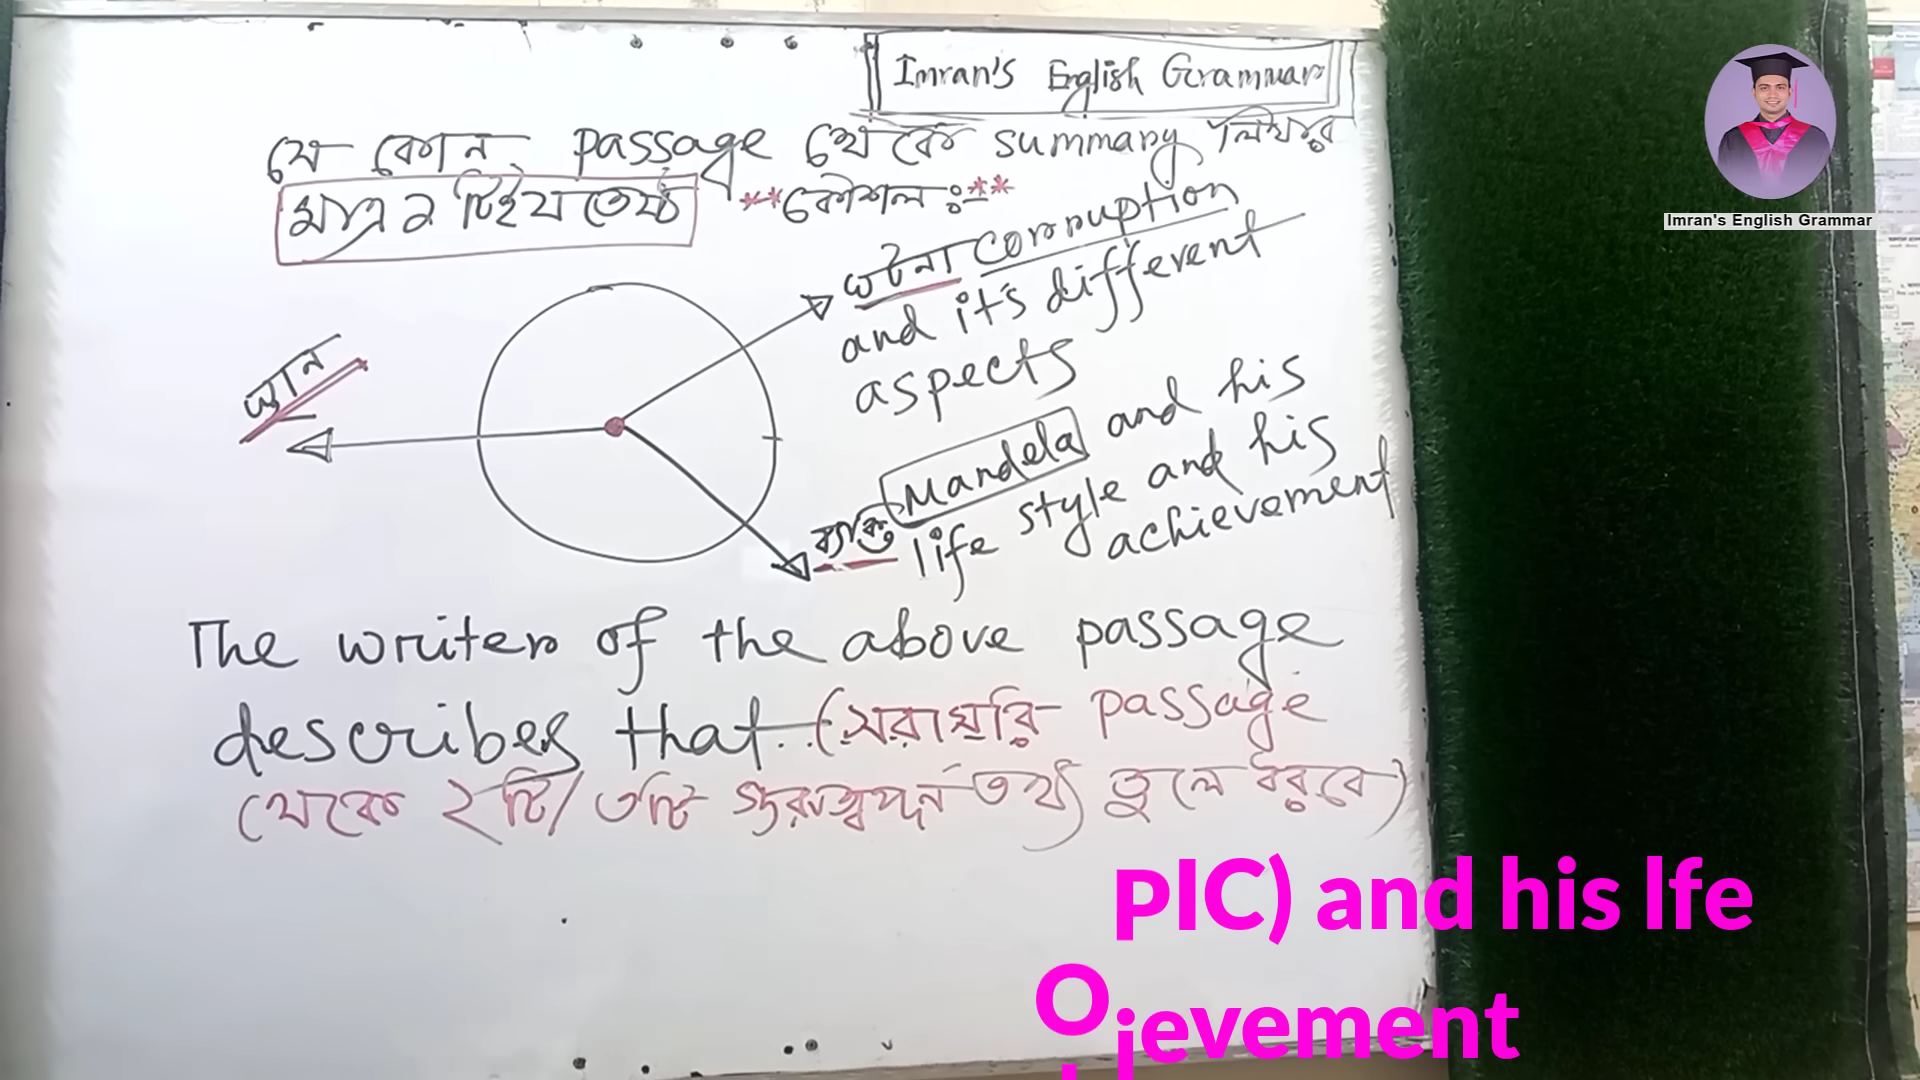 Imran's English Grammar
যে কোন passage থেকে summary লিখার
মাত্র ২ টিই যথেষ্ঠ **কৌশল:**
ঘটনা corruption
and it's different
aspects
স্থান
ব্যক্তি Mandela and his
life style and his
achievement
The writer of the above passage
describes that...(সরাসরি passage
থেকে ২টি/৩টি গুরুত্বপূর্ন তথ্য তুলে ধরবে)
Imran's English Grammar
pIC) and his lfe
O
ievement